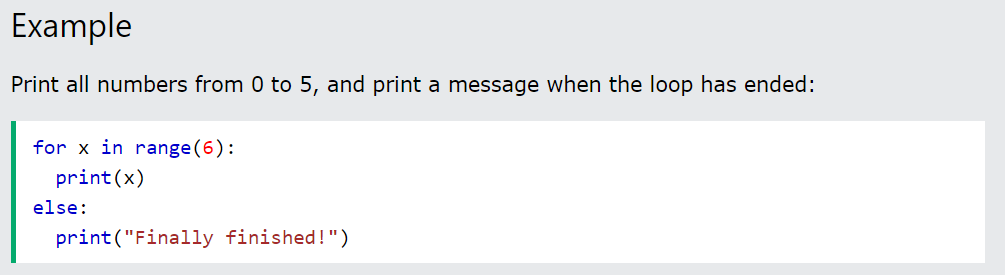 Example
Print all numbers from 0 to 5, and print a message when the loop has ended:
for x in range(6):
  print(x)
else:
  print("Finally finished!")